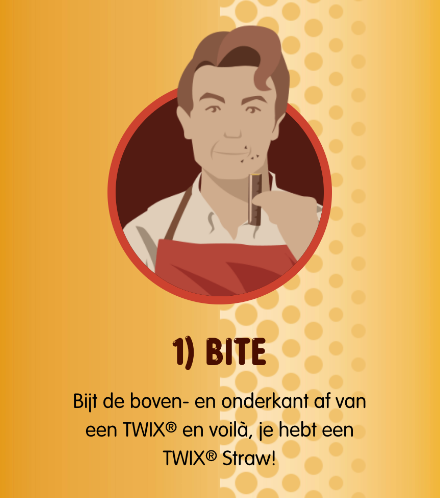 1) BITE
Bijt de boven- en onderkant af van
een TWIX® en voilà, je hebt een
TWIX® Straw!